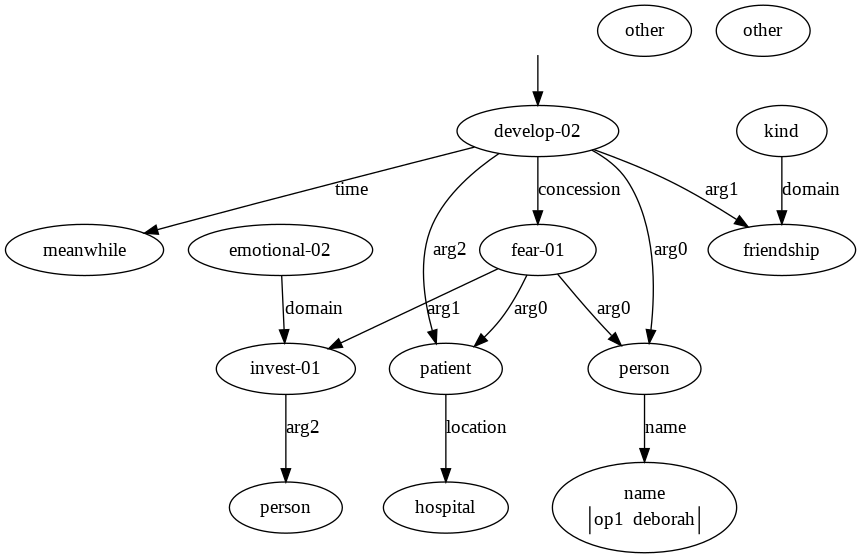 other other
develop-02 kind
time concession arg1 domain
meanwhile emotional-02 arg2 fear-01 arg0 friendship
domain arg1 arg0 arg0
invest-01 patient person
arg2 location name
person hospital name
op1 deborah